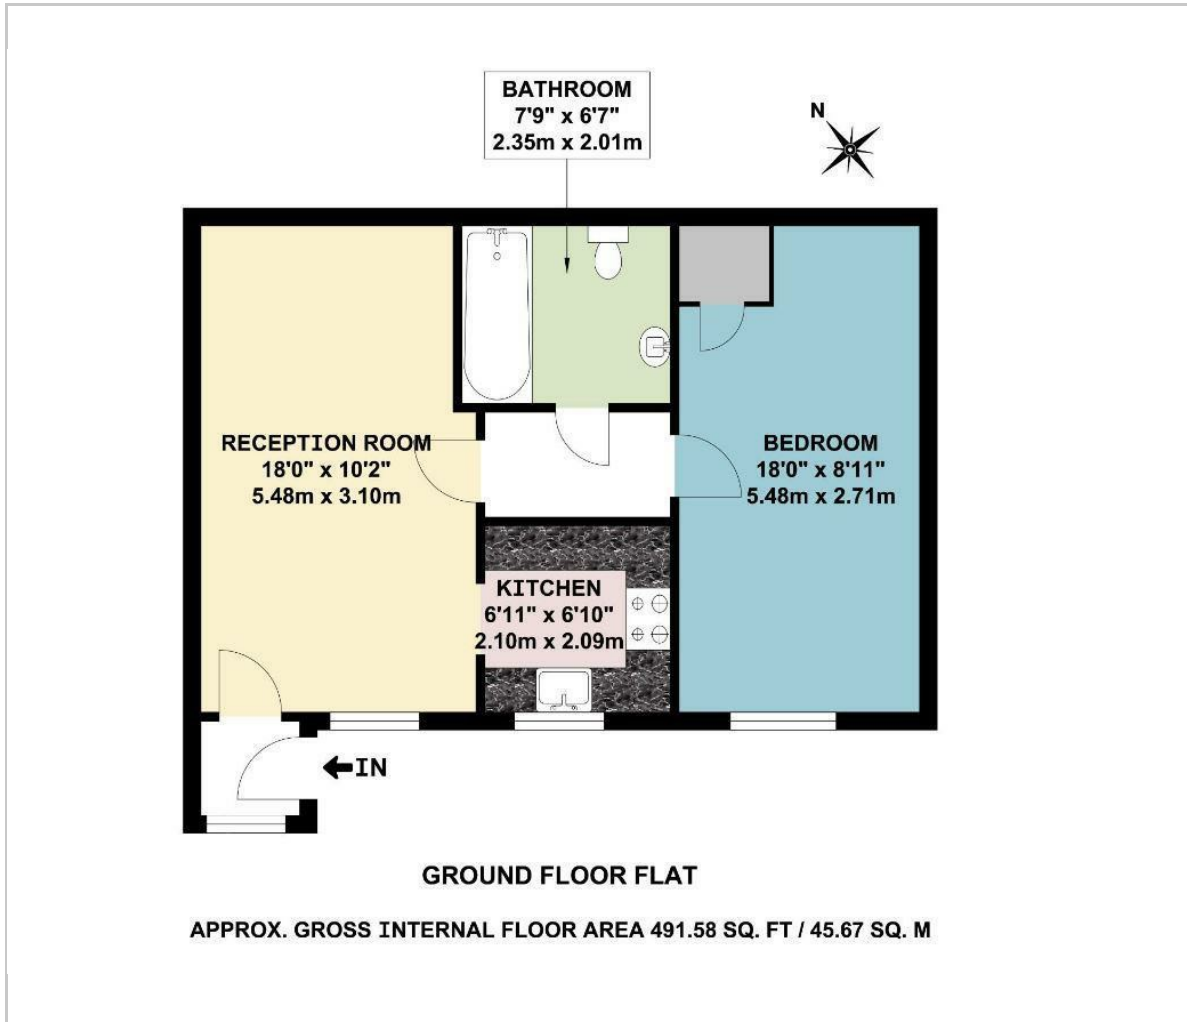 BATHROOM
7'9" x 6'7"
2.35m x 2.01m
N
RECEPTION ROOM
18'0" x 10'2"
5.48m x 3.10m
BEDROOM
18'0" x 8'11"
5.48m x 2.71m
KITCHEN
6'11" x 6'10"
2.10m x 2.09m
IN
GROUND FLOOR FLAT
APPROX. GROSS INTERNAL FLOOR AREA 491.58 SQ. FT / 45.67 SQ. M